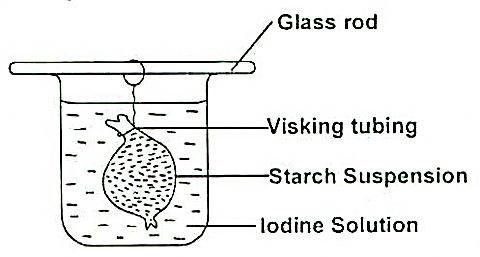 Glass rod
Visking tubing
Starch Suspension
Iodine Solution